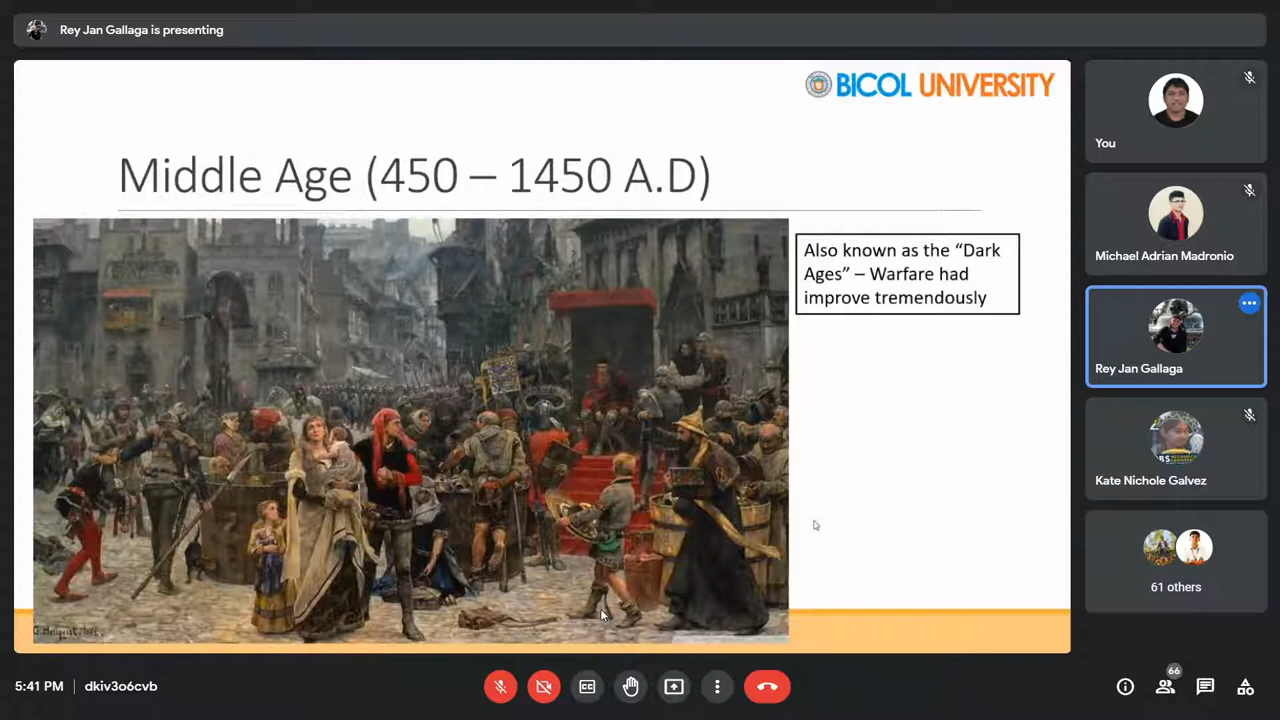 Rey Jan Gallaga is presenting
BICOL UNIVERSITY
Middle Age (450 – 1450 A.D)
Also known as the “Dark
Ages” – Warfare had
improve tremendously
You
Michael Adrian Madronio
Rey Jan Gallaga
Kate Nichole Galvez
61 others
5:41 PM
dkiv3o6cvb
66